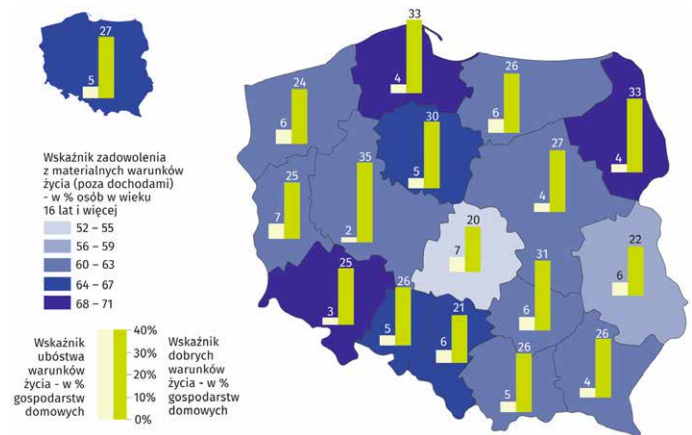 27
5
Wskaźnik zadowolenia
z materialnych warunków
życia (poza dochodami)
- w % osób w wieku
16 lat i więcej
52 – 55
56 – 59
60 – 63
64 – 67
68 – 71
Wskaźnik
ubóstwa
warunków
życia - w %
gospodarstw
domowych
40%
30%
20%
10%
0%
Wskaźnik
dobrych
warunków
życia - w %
gospodarstw
domowych
33
4
24
6
26
6
33
4
30
5
25
7
35
2
27
4
20
7
22
6
25
3
26
5
21
6
31
6
26
5
26
4